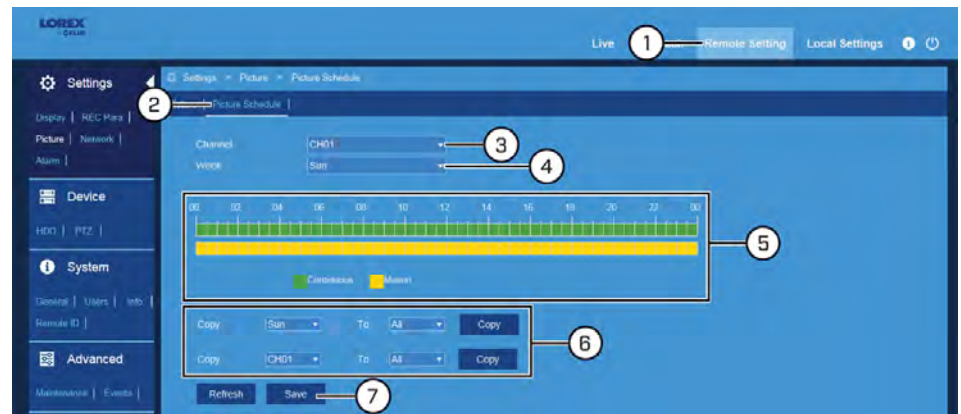 LOREX
Live
1
Remote Setting
Local Settings
Settings
Settings > Picture > Picture Schedule
2
Picture Schedule
Display | REC Para |
Picture | Network |
Alarm |
Channel CH01 3
Week Sun 4
Device
HDD | PTZ |
00 02 04 06 08 10 12 14 16 18 20 22 00
5
System
Continuous Motion
General | Users | Info |
Remote ID |
Copy Sun To All Copy
6
Advanced
Copy CH01 To All Copy
Maintenance | Events |
Refresh Save 7